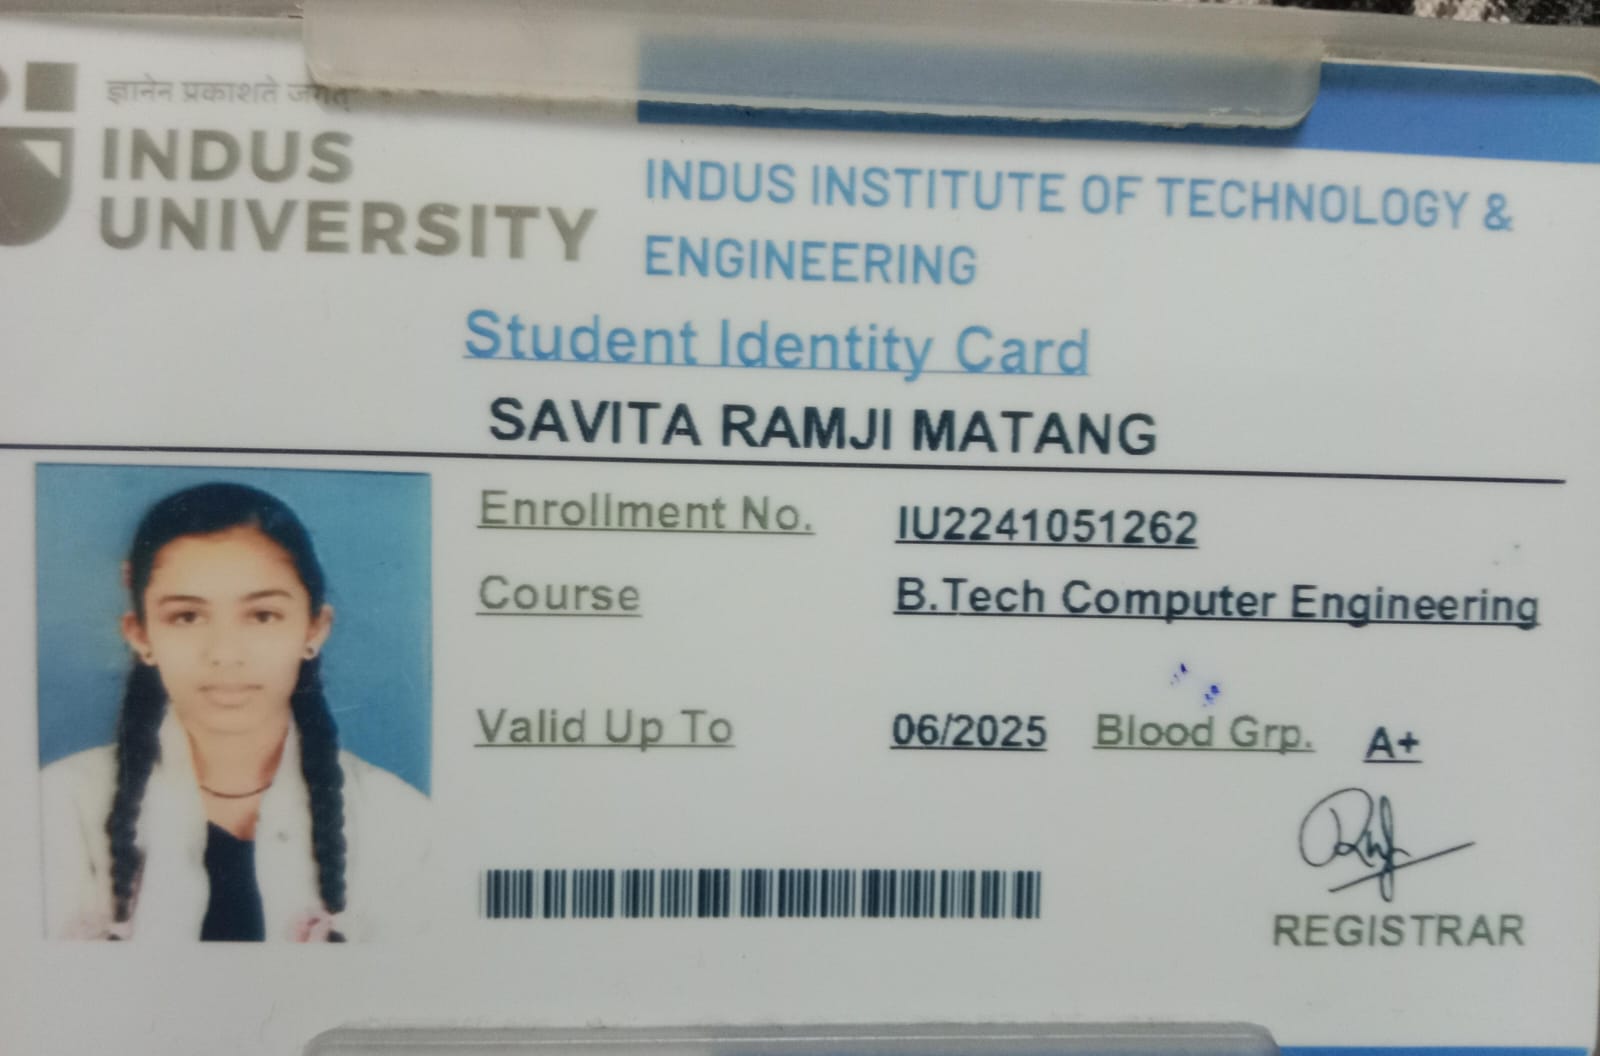 ज्ञानेन प्रकाशते जगत्
INDUS
UNIVERSITY
INDUS INSTITUTE OF TECHNOLOGY &
ENGINEERING
Student Identity Card
SAVITA RAMJI MATANG
Enrollment No. IU2241051262
Course B.Tech Computer Engineering
Valid Up To 06/2025 Blood Grp. A+
REGISTRAR